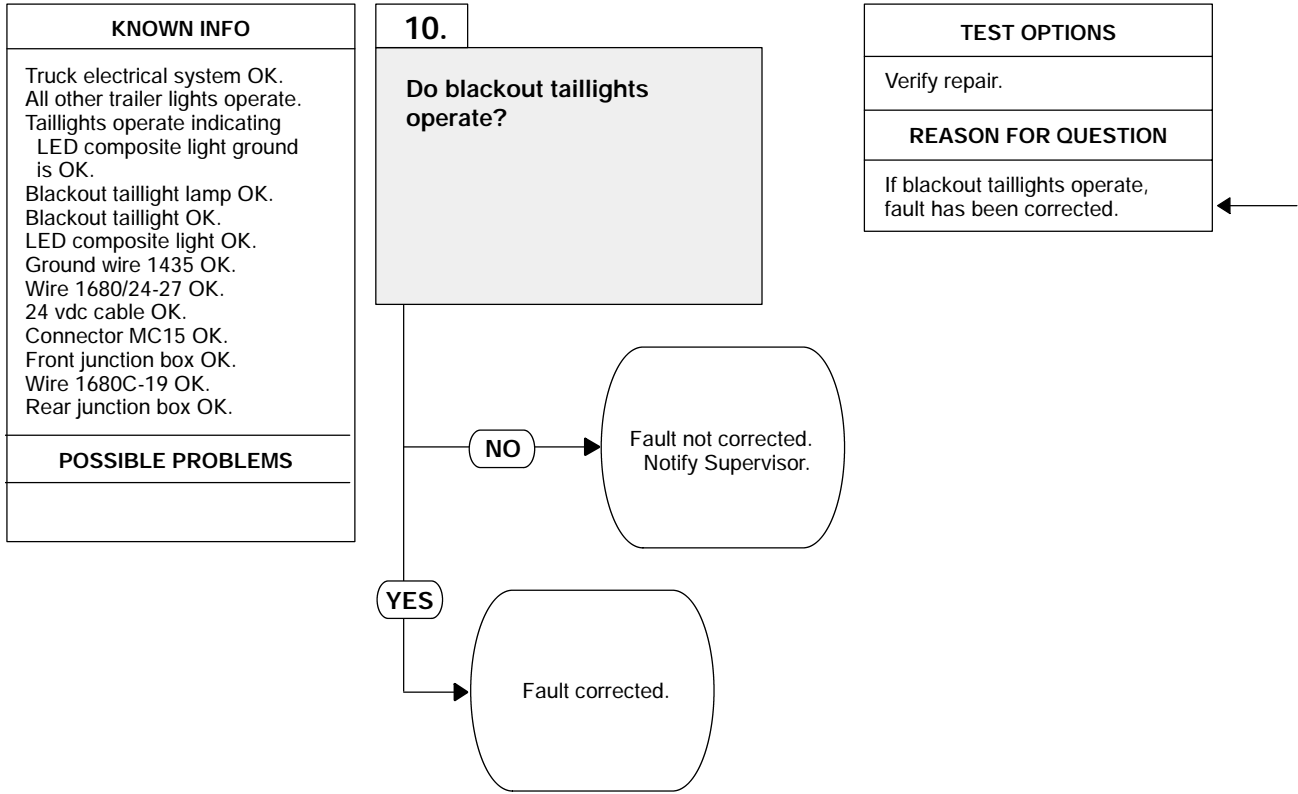 KNOWN INFO
Truck electrical system OK.
All other trailer lights operate.
Taillights operate indicating
LED composite light ground
is OK.
Blackout taillight lamp OK.
Blackout taillight OK.
LED composite light OK.
Ground wire 1435 OK.
Wire 1680/24-27 OK.
24 vdc cable OK.
Connector MC15 OK.
Front junction box OK.
Wire 1680C-19 OK.
Rear junction box OK.
POSSIBLE PROBLEMS
10.
Do blackout taillights
operate?
TEST OPTIONS
Verify repair.
REASON FOR QUESTION
If blackout taillights operate,
fault has been corrected.
NO
Fault not corrected.
Notify Supervisor.
YES
Fault corrected.